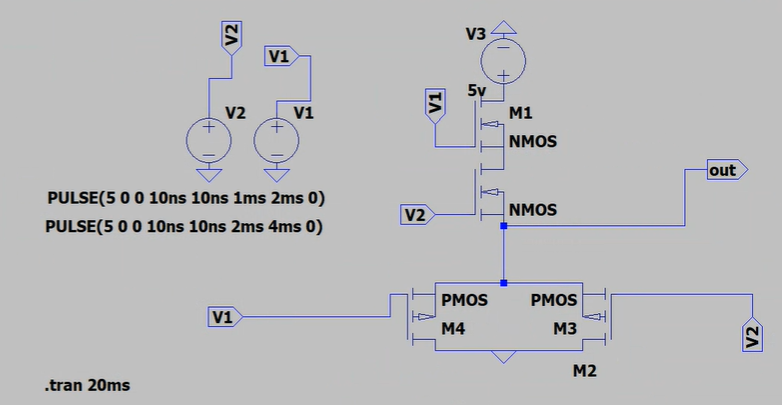 V2
V1
V3
V2
V1
5v
V1
M1
NMOS
PULSE(5 0 0 10ns 10ns 1ms 2ms 0)
PULSE(5 0 0 10ns 10ns 2ms 4ms 0)
V2
NMOS
out
V1
PMOS
M4
PMOS
M3
V2
M2
.tran 20ms